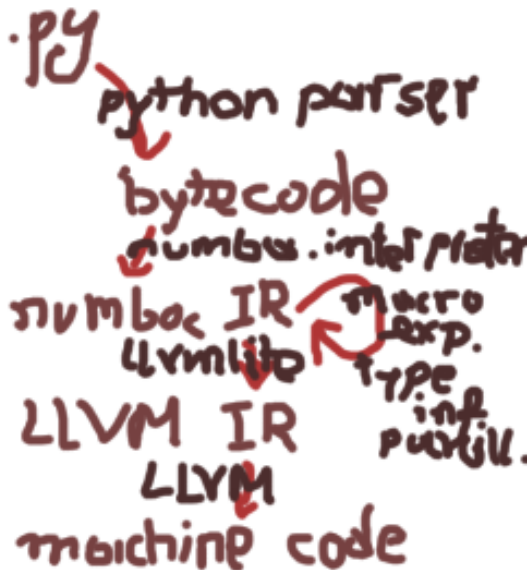 .py
python parser
bytecode
numba.interpreter
numba IR
macro
exp.
llvmlite
type
inf
LLVM IR
LLVM
machine code